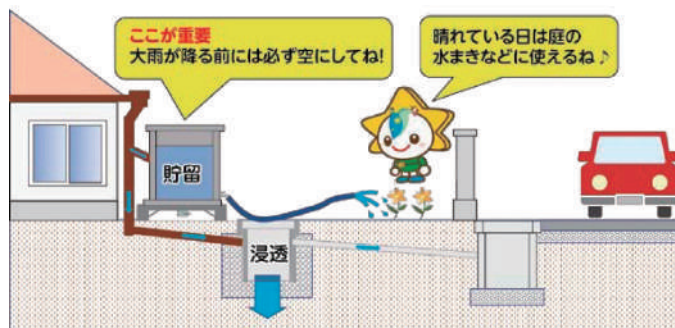 ここが重要
大雨が降る前には必ず空にしてね!
晴れている日は庭の
水まきなどに使えるね♪
貯留
浸透